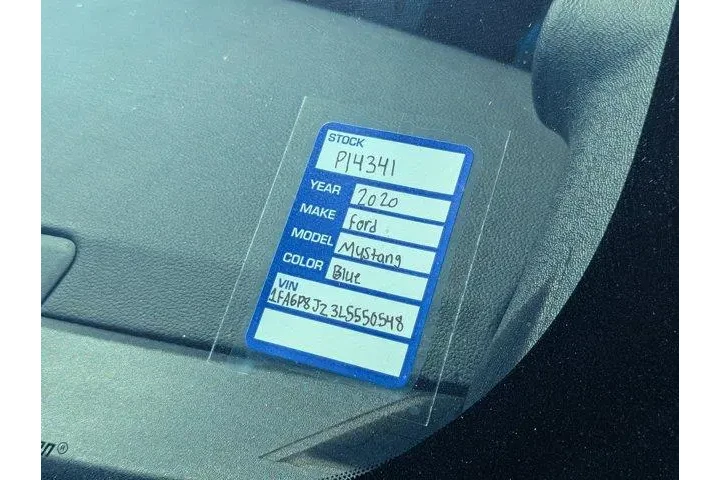 STOCK
P14341
YEAR 2020
MAKE Ford
MODEL Mustang
COLOR Blue
VIN
1FA6P8JZ3L5550548